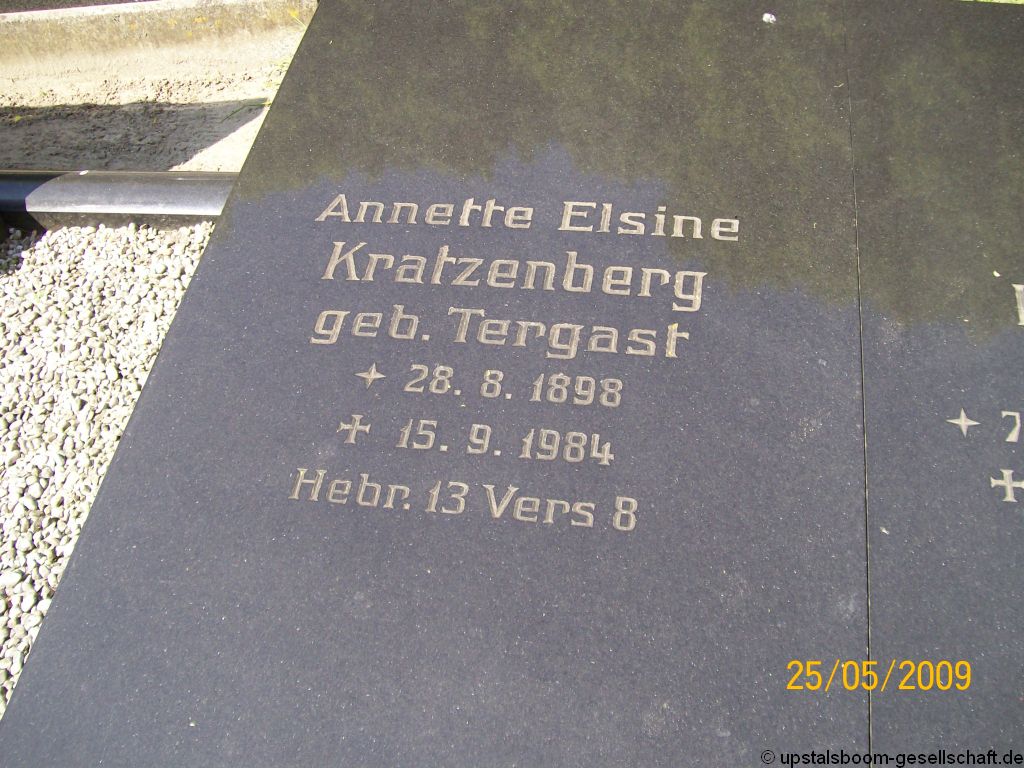 Annette Elsine
Kratzenberg
geb. Tergast
28. 8. 1898
15. 9. 1984
Hebr. 13 Vers 8
7
25/05/2009
© upstalsboom-gesellschaft.de